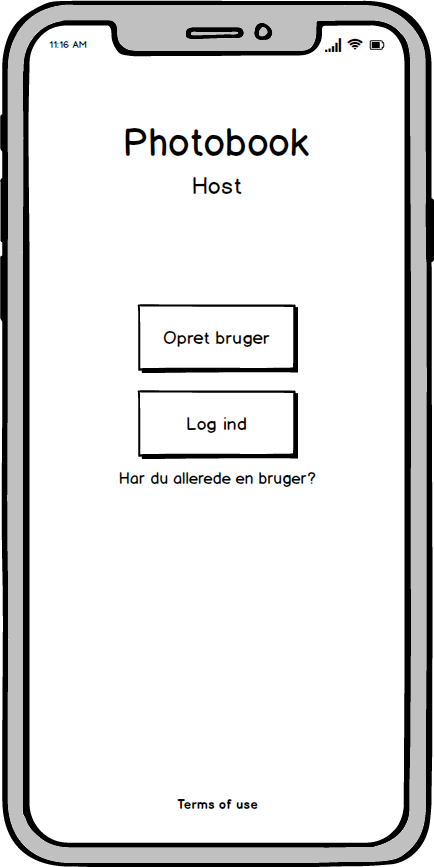 11:16 AM
Photobook
Host
Opret bruger
Log ind
Har du allerede en bruger?
Terms of use